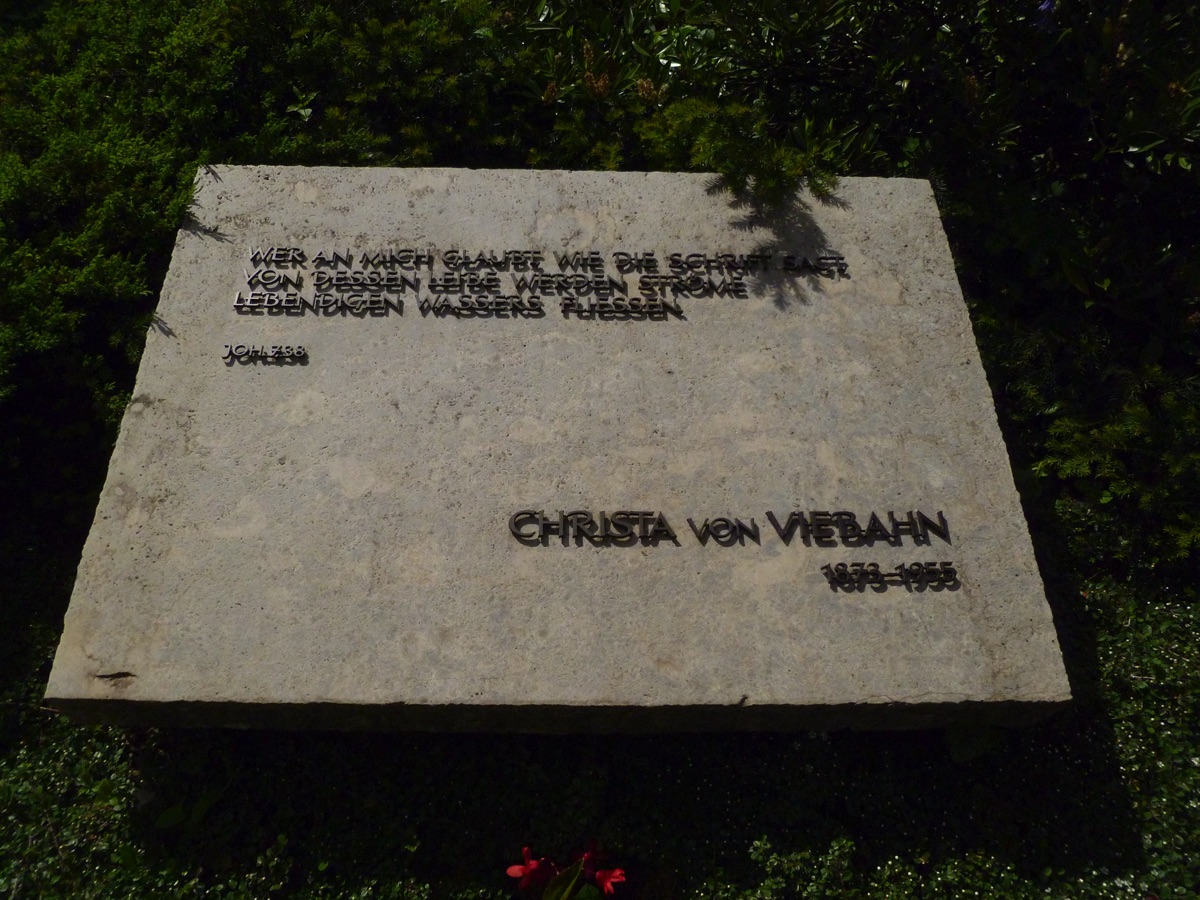 WER AN MICH GLAUBT, WIE DIE SCHRIFT SAGT
VON DESSEN LEIBE WERDEN STRÖME
LEBENDIGEN WASSERS FLIESSEN
JOH. 7.38
CHRISTA VON VIEBAHN
1873–1955